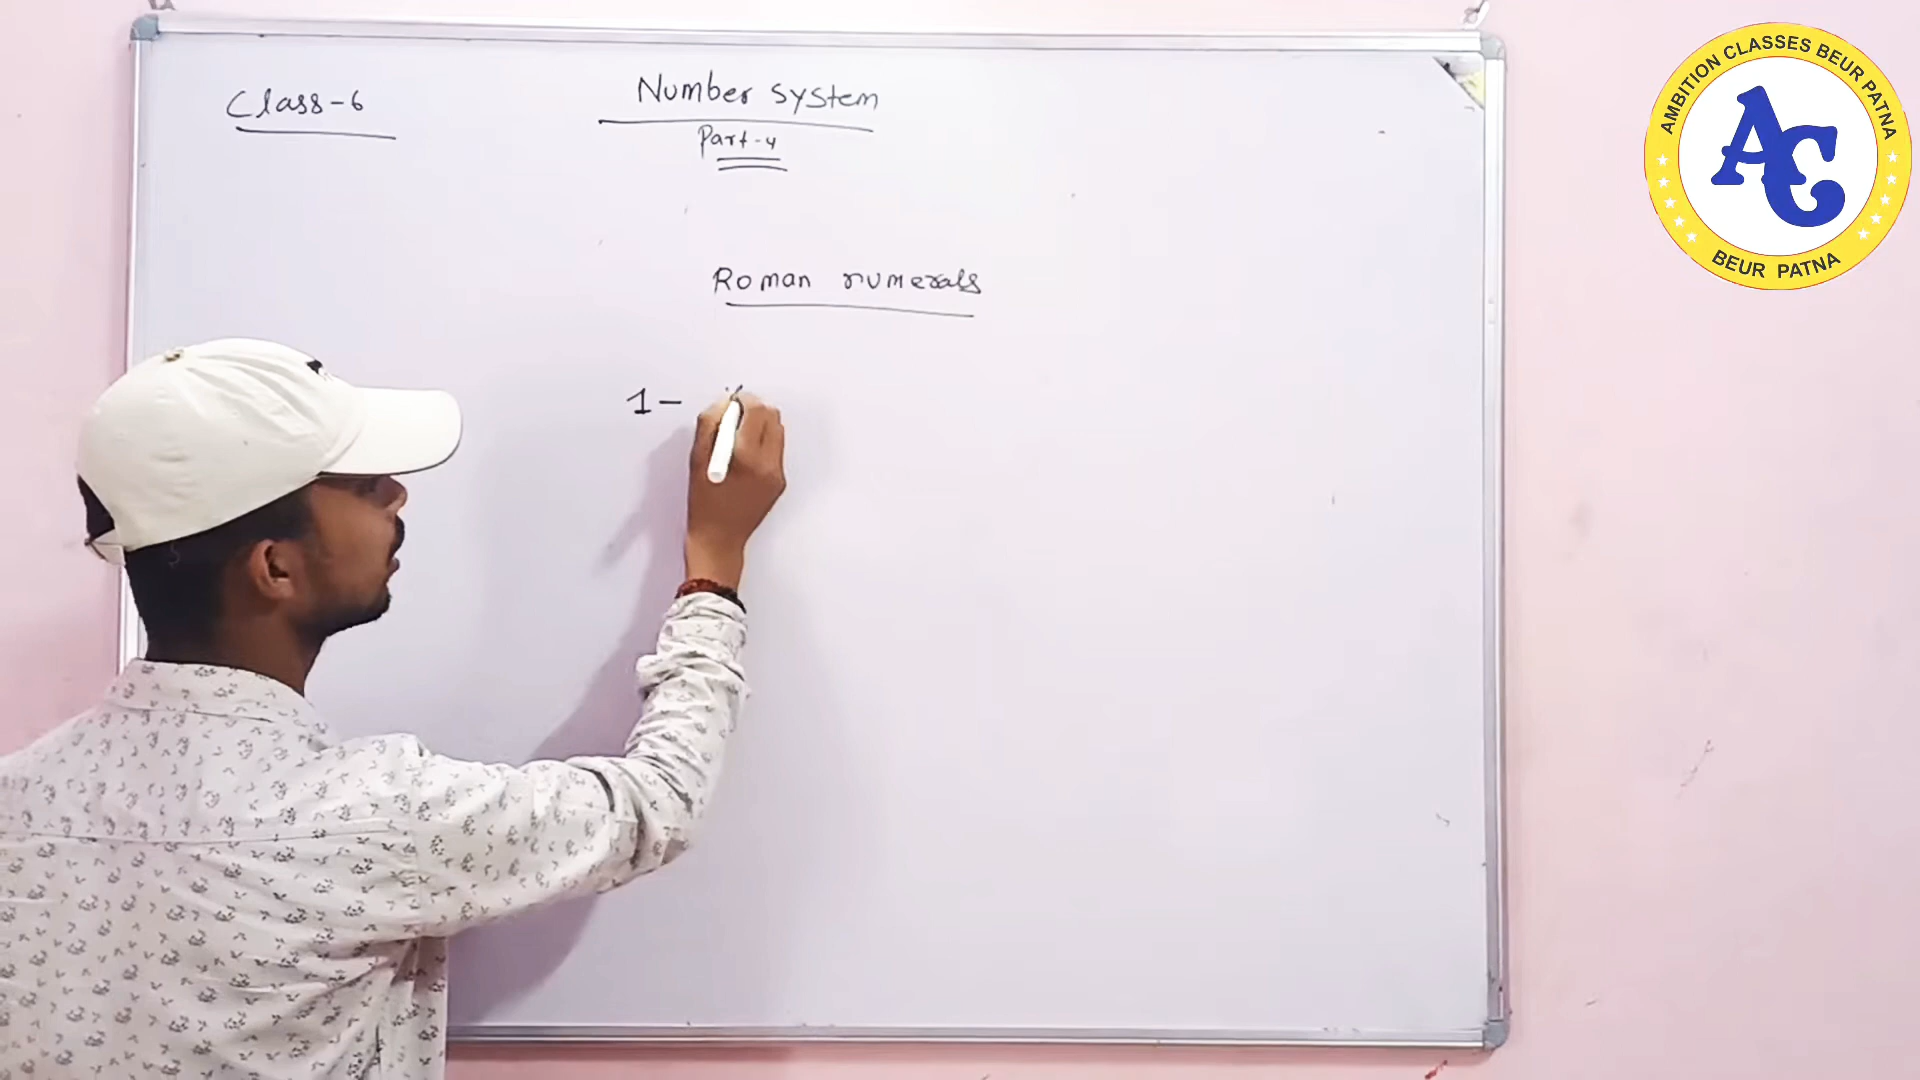 Class-6
Number system
Part-4
Roman numerals
1-
AMBITION CLASSES BEUR PATNA
AC
BEUR PATNA